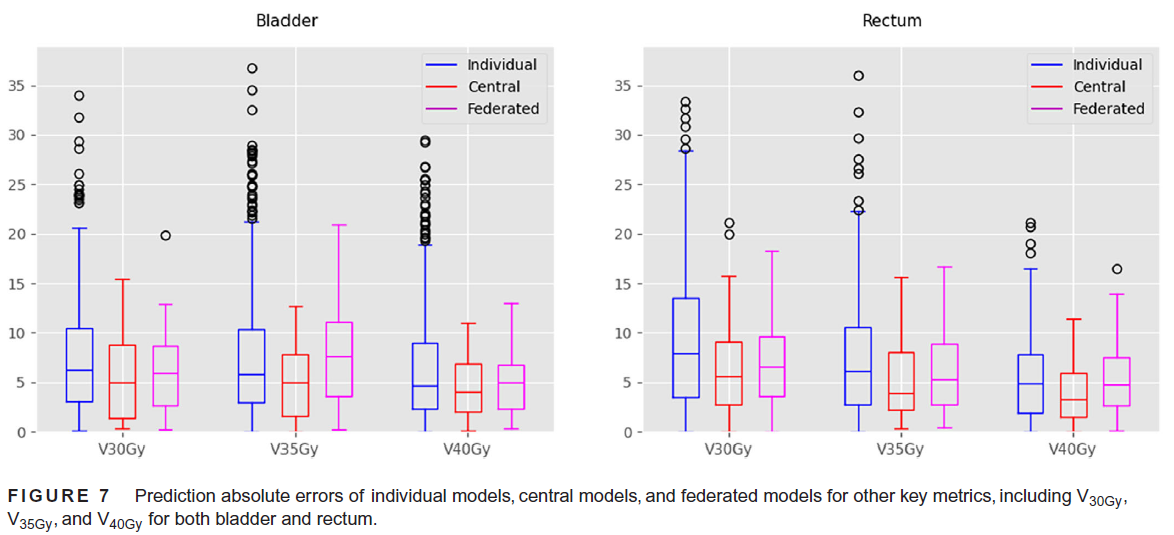 Bladder
35
30
25
20
15
10
5
0
Individual
Central
Federated
V30Gy
V35Gy
V40Gy
Rectum
35
30
25
20
15
10
5
0
Individual
Central
Federated
V30Gy
V35Gy
V40Gy
FIGURE 7 Prediction absolute errors of individual models, central models, and federated models for other key metrics, including V30Gy,
V35Gy, and V40Gy for both bladder and rectum.